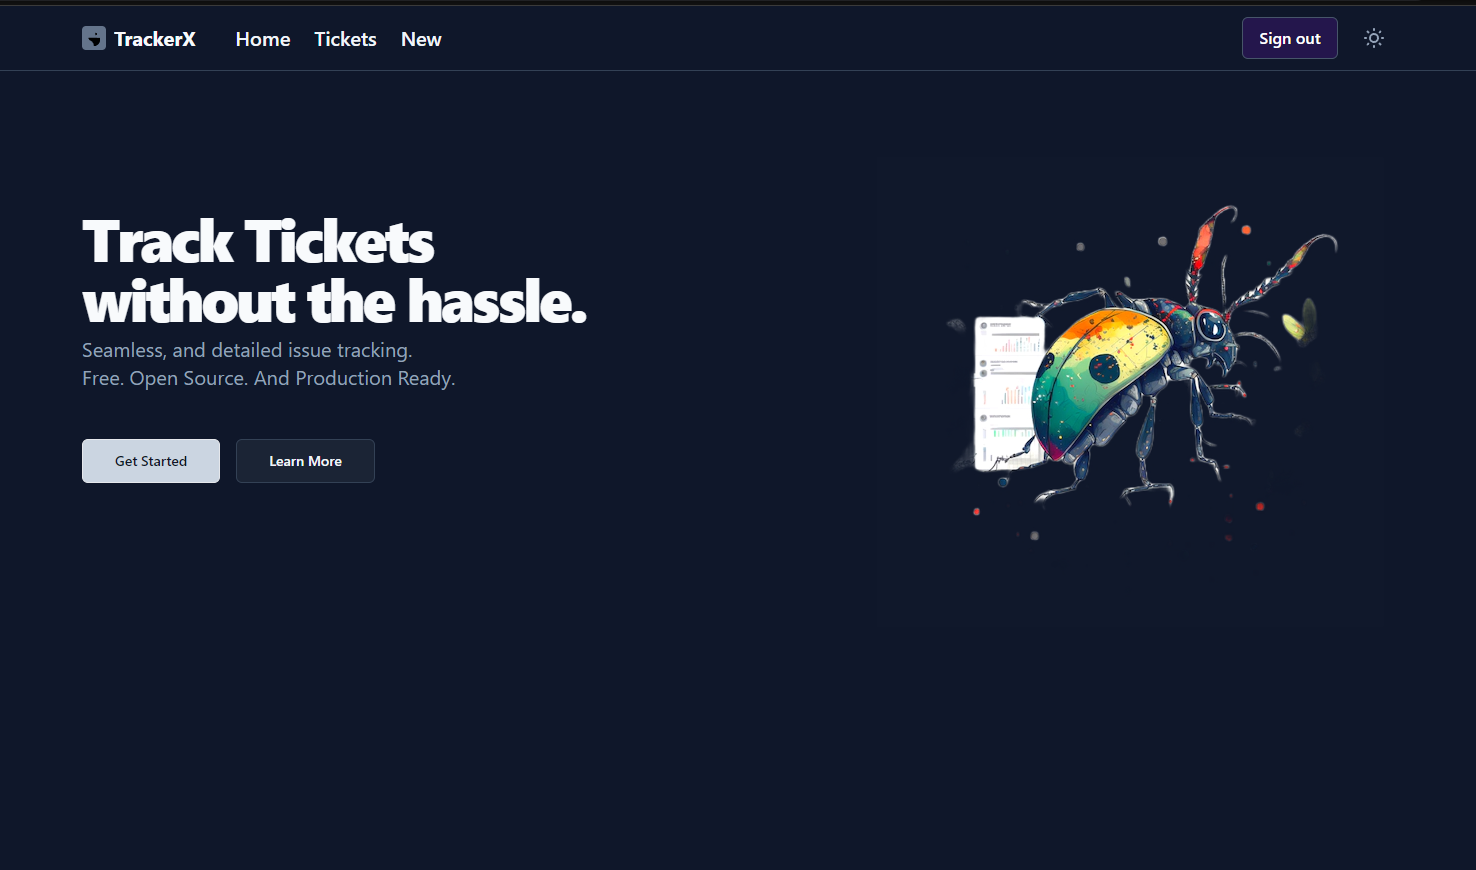 TrackerX
Home
Tickets
New
Sign out
Track Tickets
without the hassle.
Seamless, and detailed issue tracking.
Free. Open Source. And Production Ready.
Get Started
Learn More